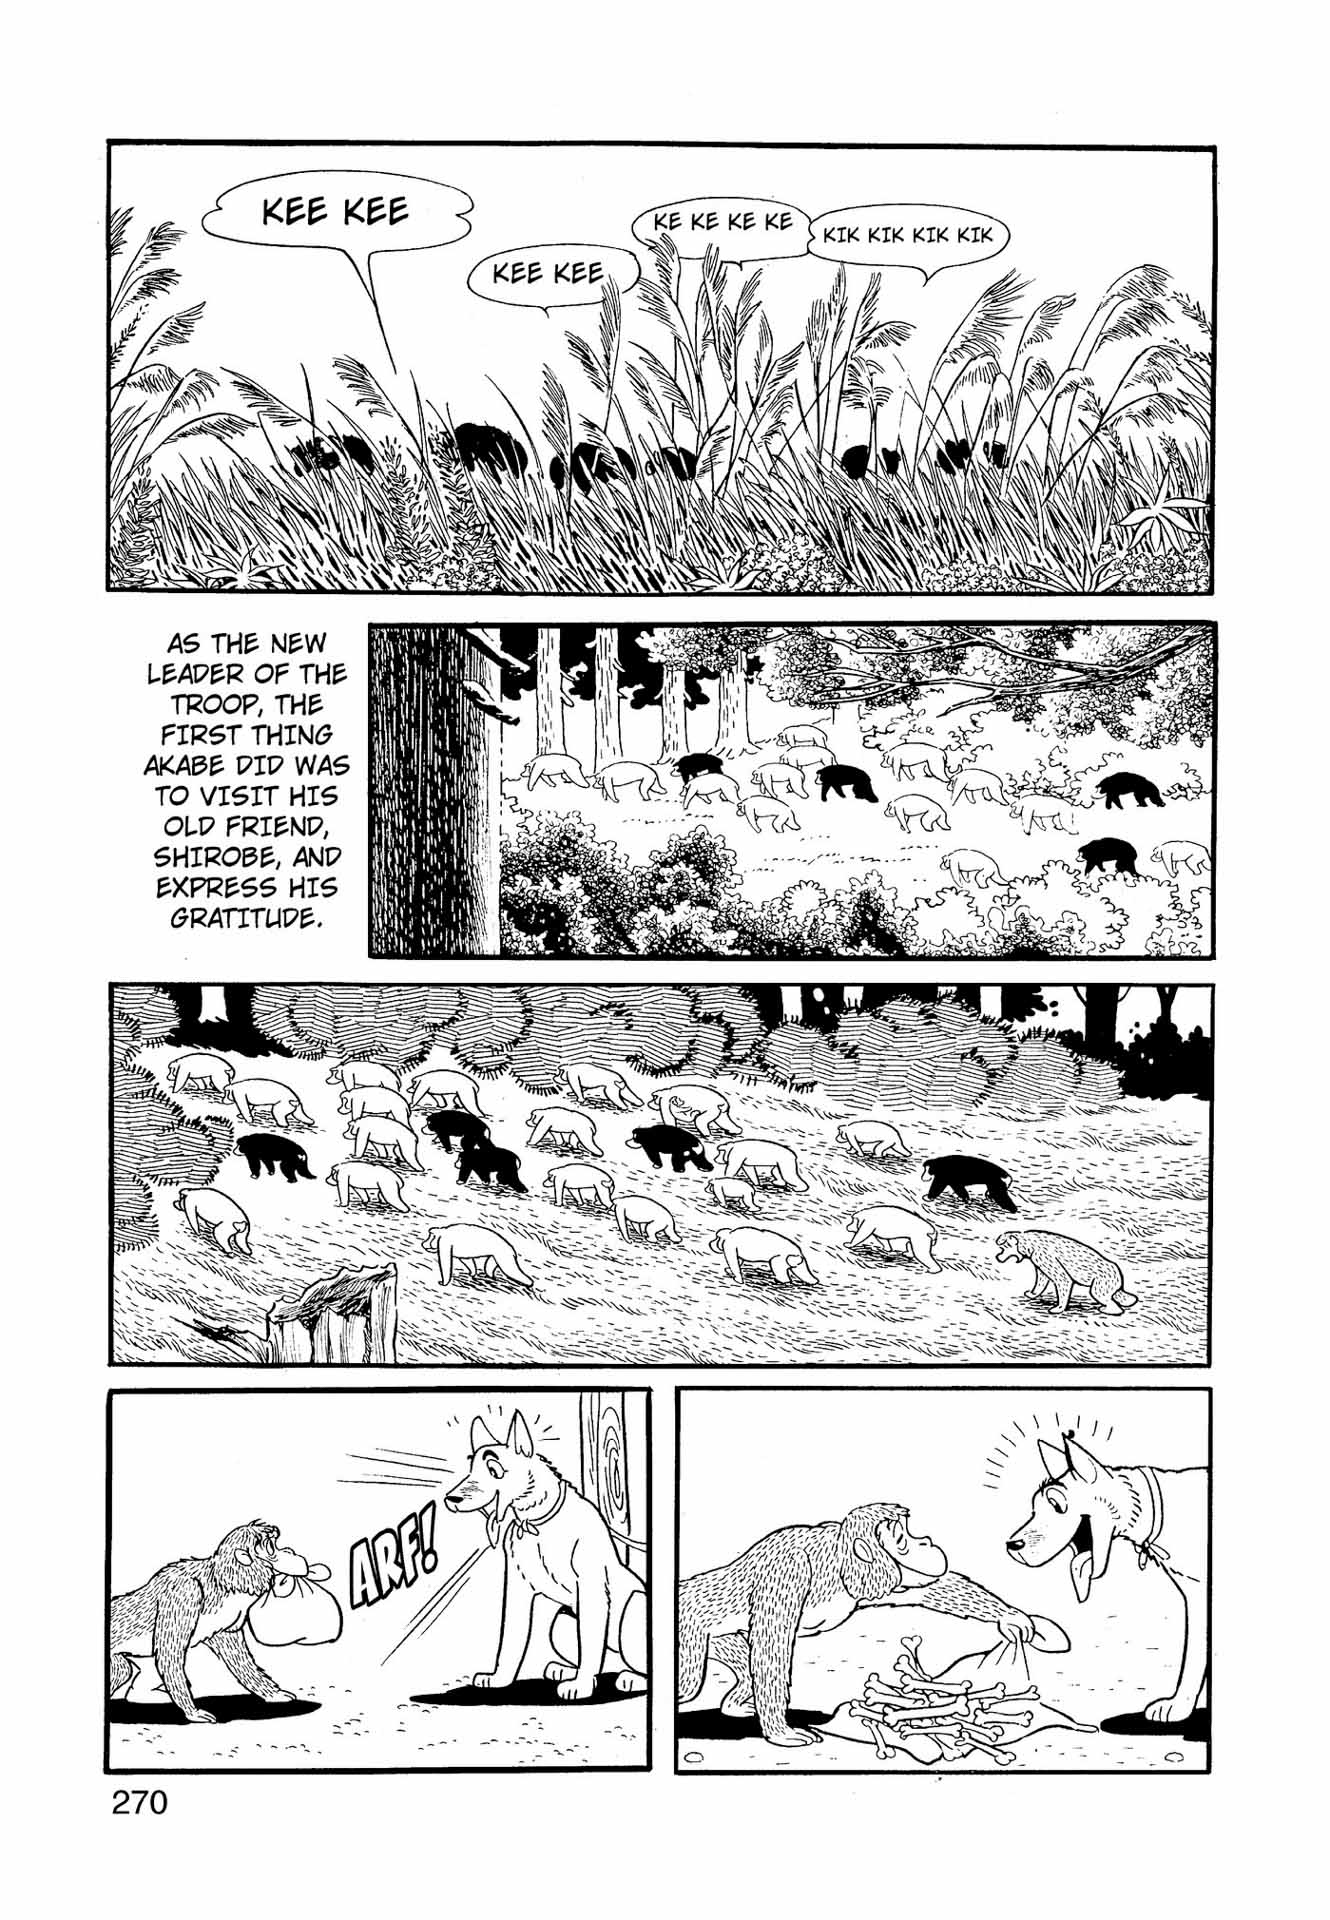 KEE KEE
KEE KEE
KE KE KE KE
KIK KIK KIK KIK
AS THE NEW
LEADER OF THE
TROOP, THE
FIRST THING
AKABE DID WAS
TO VISIT HIS
OLD FRIEND,
SHIROBE, AND
EXPRESS HIS
GRATITUDE.
ARF!
270